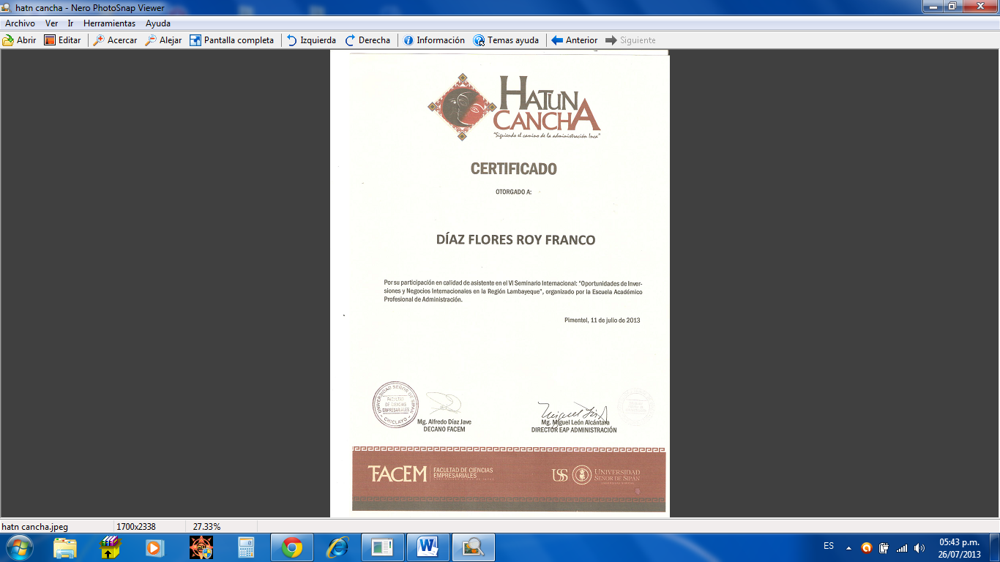 hatn cancha - Nero PhotoSnap Viewer
Archivo Ver Ir Herramientas Ayuda
Abrir Editar Acercar Alejar Pantalla completa Izquierda Derecha Información Temas ayuda Anterior Siguiente
HATUN
CANCHA
"Siguiendo el camino de la administración Inca"
CERTIFICADO
OTORGADO A:
DÍAZ FLORES ROY FRANCO
Por su participación en calidad de asistente en el VI Seminario Internacional: "Oportunidades de Inver-
siones y Negocios Internacionales en la Región Lambayeque", organizado por la Escuela Académico
Profesional de Administración.
Pimentel, 11 de julio de 2013
UNIVERSIDAD SEÑOR DE SIPAN
FACULTAD
DE CIENCIAS
EMPRESARIALES
CHICLAYO
Mg. Alfredo Díaz Jave
DECANO FACEM
Mg. Miguel León Alcántara
DIRECTOR EAP ADMINISTRACIÓN
FACEM FACULTAD DE CIENCIAS
EMPRESARIALES
USS UNIVERSIDAD
SEÑOR DE SIPÁN
hatn cancha.jpeg 1700x2338 27.33%
ES 05:43 p.m.
26/07/2013